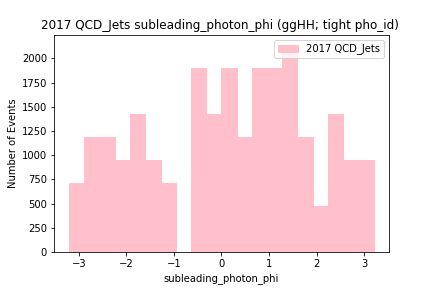 2017 QCD_Jets subleading_photon_phi (ggHH; tight pho_id)
2017 QCD_Jets
Number of Events
2000
1750
1500
1250
1000
750
500
250
0
−3 −2 −1 0 1 2 3
subleading_photon_phi